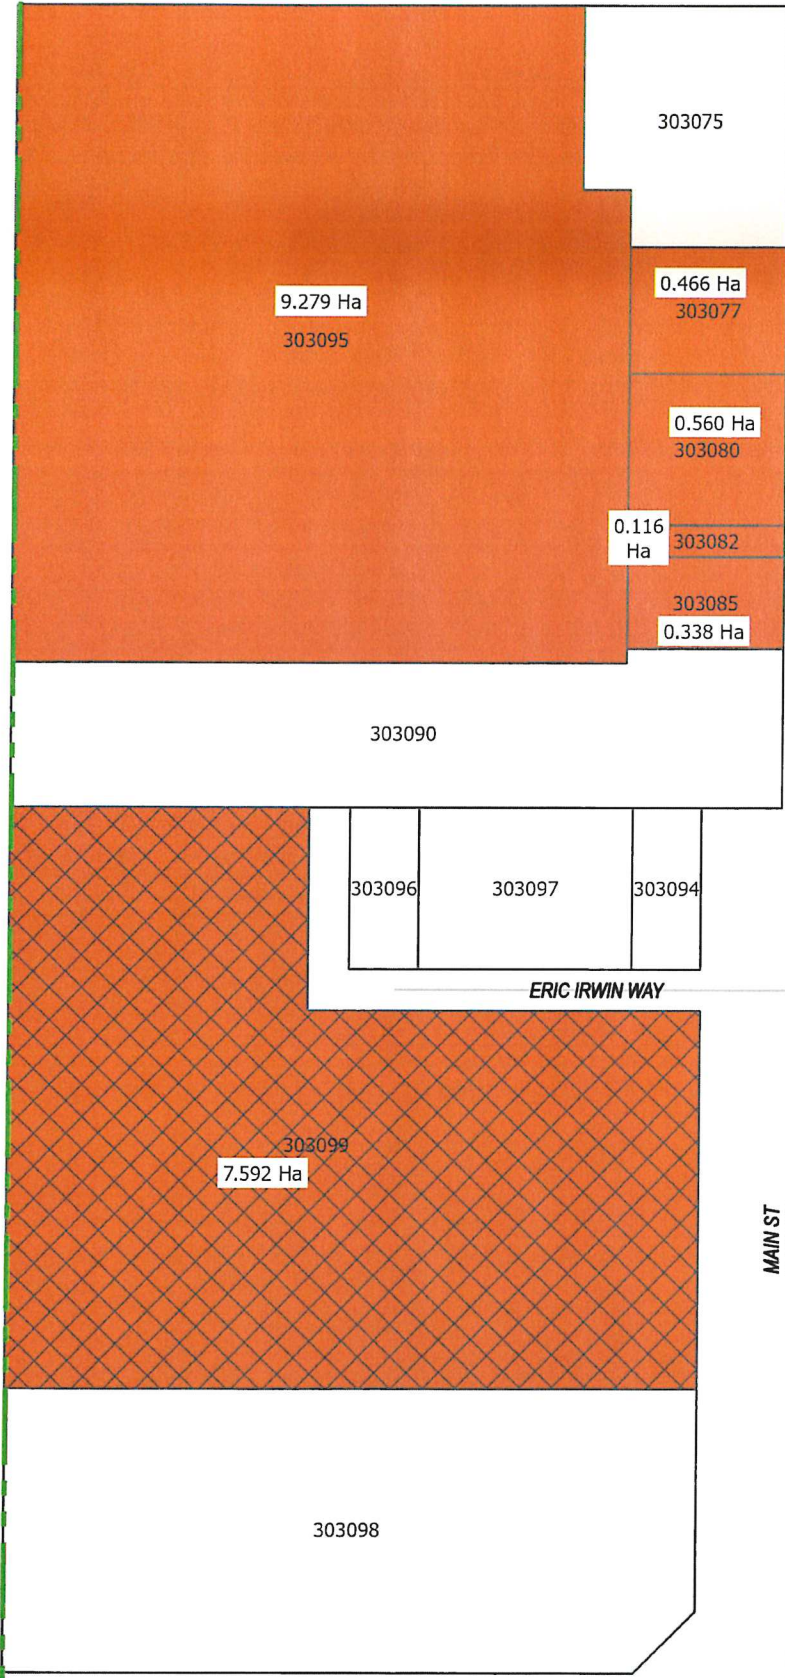 303075
0.466 Ha
303077
9.279 Ha
303095
0.560 Ha
303080
0.116
Ha
303082
303085
0.338 Ha
303090
303096
303097
303094
ERIC IRWIN WAY
303099
7.592 Ha
MAIN ST
303098